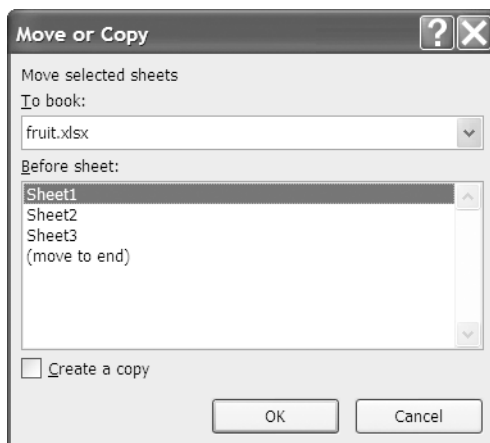 Move or Copy
Move selected sheets
To book:
fruit.xlsx
Before sheet:
Sheet1
Sheet2
Sheet3
(move to end)
Create a copy
OK Cancel